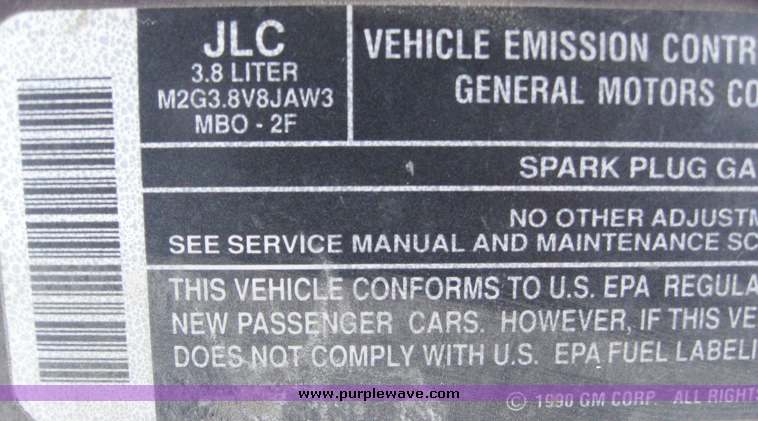 JLC
3.8 LITER
M2G3.8V8JAW3
MBO - 2F
VEHICLE EMISSION CONTR
GENERAL MOTORS CO
SPARK PLUG GA
NO OTHER ADJUSTM
SEE SERVICE MANUAL AND MAINTENANCE SC
THIS VEHICLE CONFORMS TO U.S. EPA REGULA
NEW PASSENGER CARS. HOWEVER, IF THIS VE
DOES NOT COMPLY WITH U.S. EPA FUEL LABELI
www.purplewave.com
© 1990 GM CORP. ALL RIGHTS